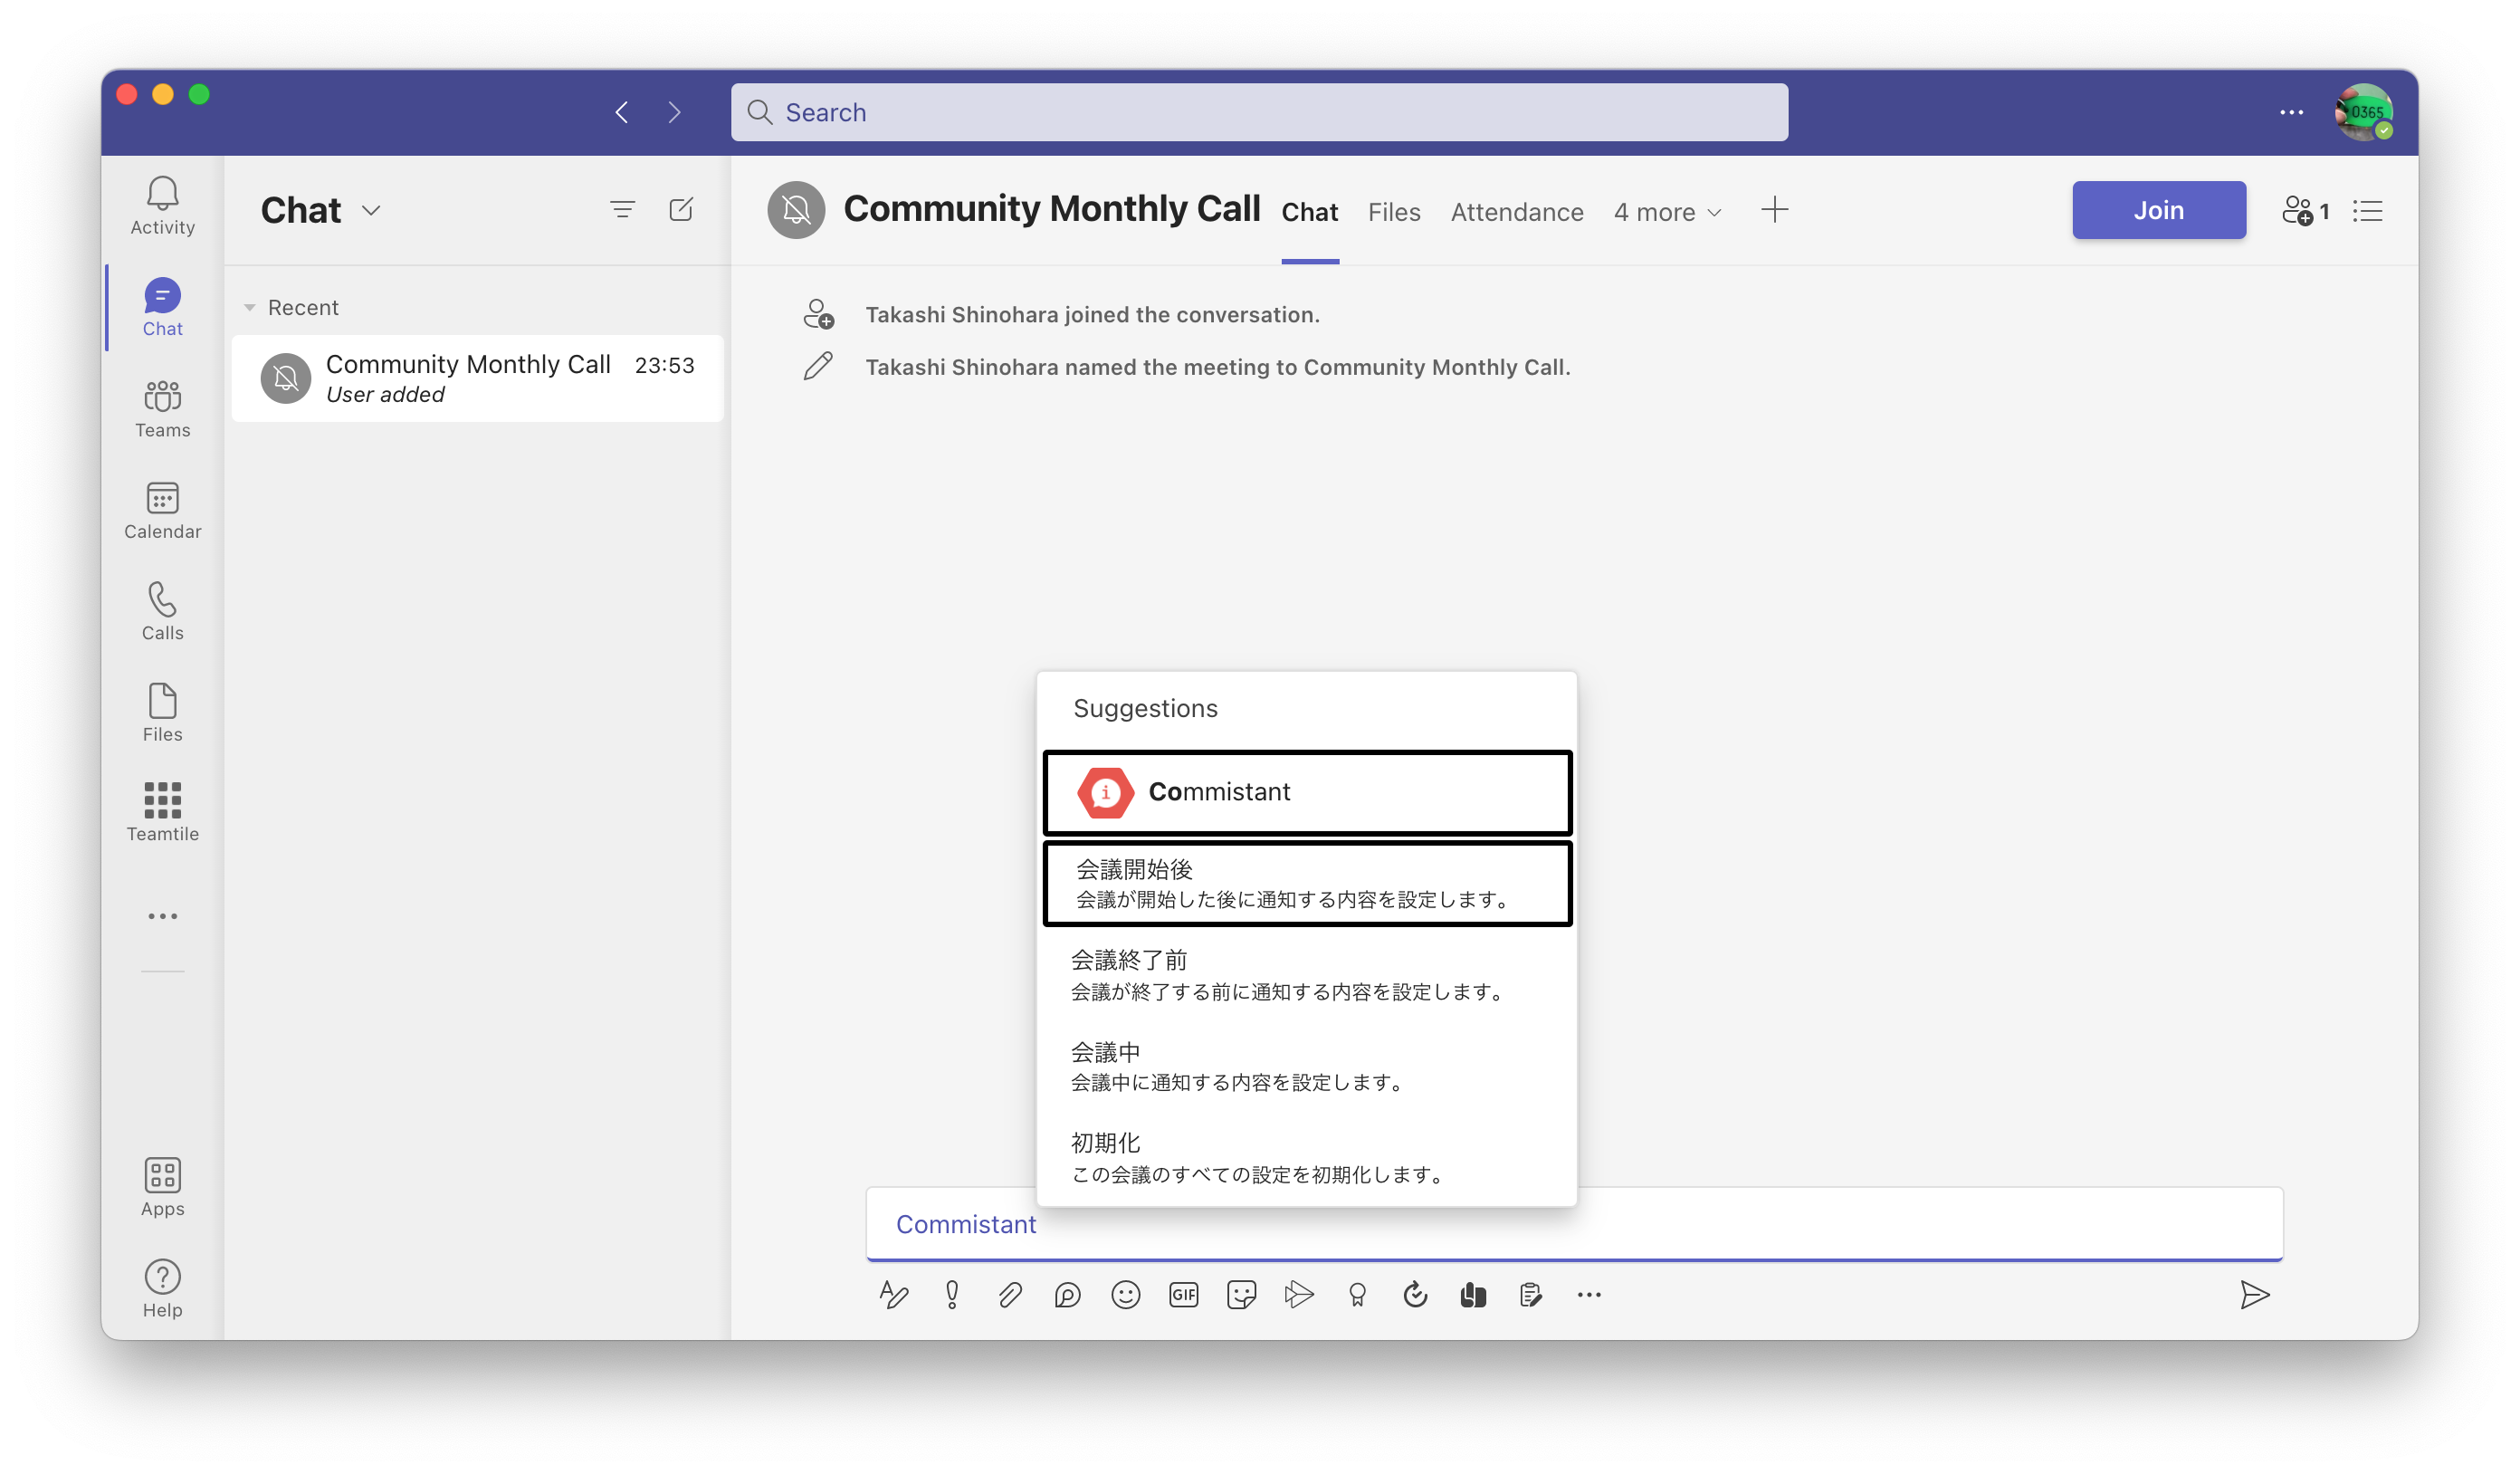 Search
0365
Activity
Chat
Teams
Calendar
Calls
Files
Teamtile
Apps
Help
Chat
Recent
Community Monthly Call 23:53
User added
Community Monthly Call Chat Files Attendance 4 more Join 1
Takashi Shinohara joined the conversation.
Takashi Shinohara named the meeting to Community Monthly Call.
Suggestions
Commistant
会議開始後
会議が開始した後に通知する内容を設定します。
会議終了前
会議が終了する前に通知する内容を設定します。
会議中
会議中に通知する内容を設定します。
初期化
この会議のすべての設定を初期化します。
Commistant
GIF